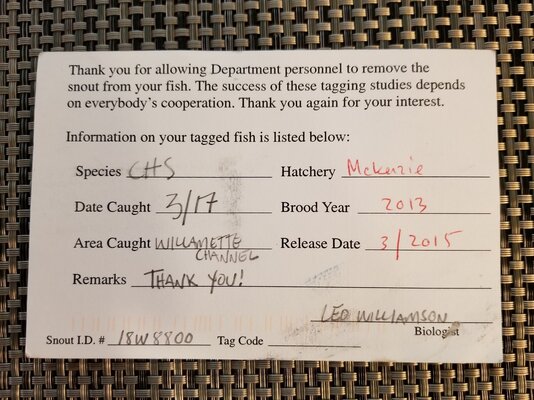 Thank you for allowing Department personnel to remove the
snout from your fish. The success of these tagging studies depends
on everybody's cooperation. Thank you again for your interest.
Information on your tagged fish is listed below:
Species CHS Hatchery McKenzie
Date Caught 3/17 Brood Year 2013
Area Caught WILLAMETTE Release Date 3/2015
CHANNEL
Remarks THANK YOU!
LEO WILLIAMSON
Biologist
Snout I.D. # 18W8800 Tag Code